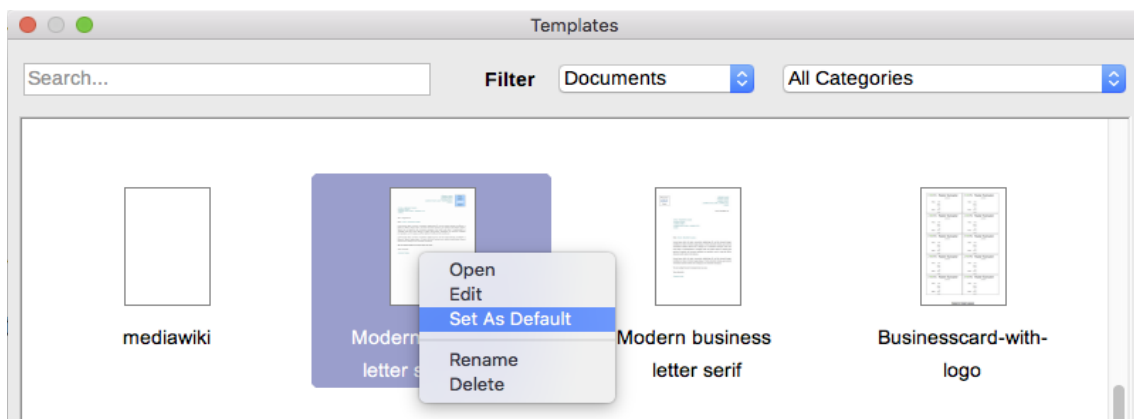 Templates
Search...
Filter
Documents
All Categories
mediawiki
Modern
letter s
Open
Edit
Set As Default
Rename
Delete
Modern business
letter serif
Businesscard-with-
logo